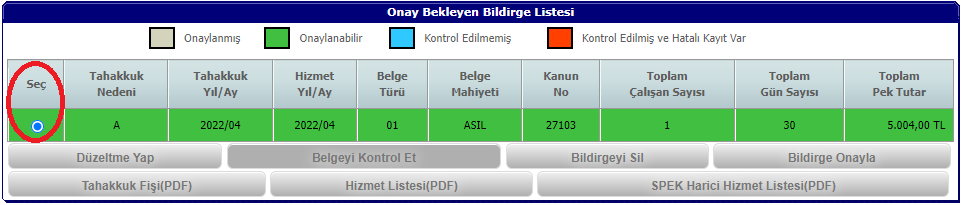 Onay Bekleyen Bildirge Listesi
Onaylanmış Onaylanabilir Kontrol Edilmemiş Kontrol Edilmiş ve Hatalı Kayıt Var
Seç Tahakkuk Nedeni Tahakkuk Yıl/Ay Hizmet Yıl/Ay Belge Türü Belge Mahiyeti Kanun No Toplam Çalışan Sayısı Toplam Gün Sayısı Toplam Pek Tutar
A 2022/04 2022/04 01 ASIL 27103 1 30 5.004,00 TL
Düzeltme Yap Belgeyi Kontrol Et Bildirgeyi Sil Bildirge Onayla
Tahakkuk Fişi(PDF) Hizmet Listesi(PDF) SPEK Harici Hizmet Listesi(PDF)